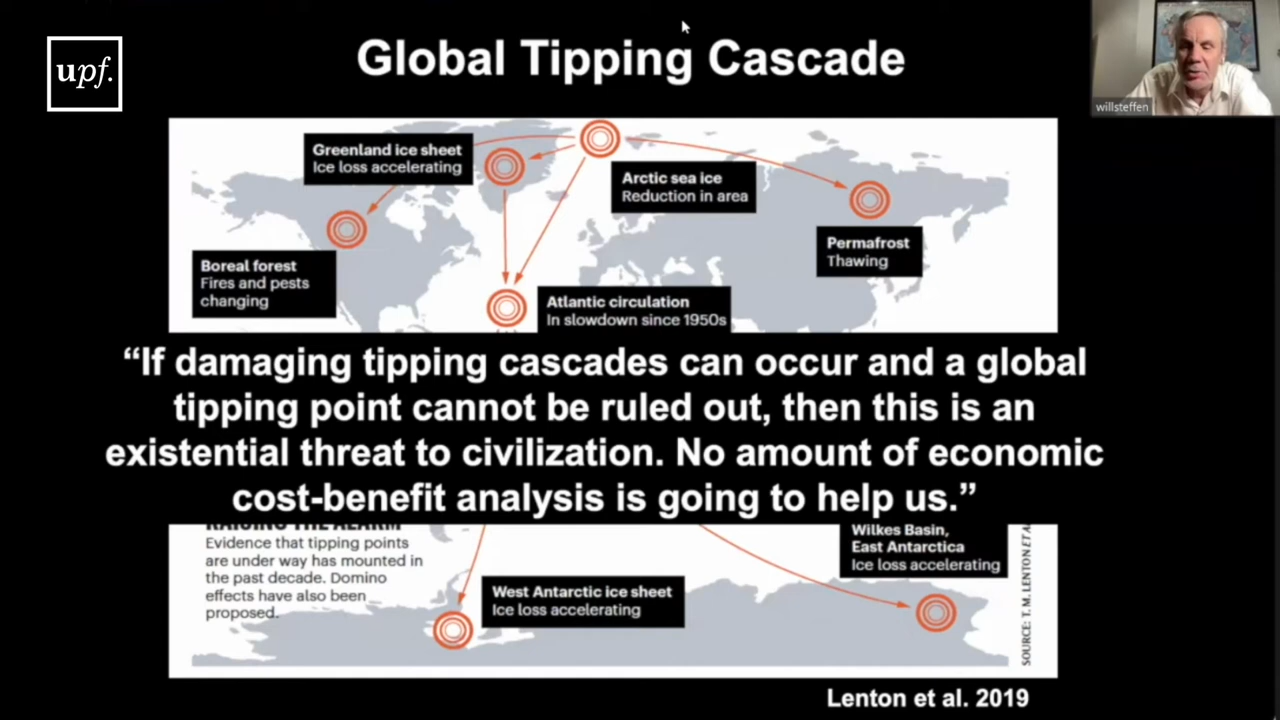 Global Tipping Cascade
upf.
willsteffen
Greenland ice sheet
Ice loss accelerating
Arctic sea ice
Reduction in area
Permafrost
Thawing
Boreal forest
Fires and pests
changing
Atlantic circulation
In slowdown since 1950s
“If damaging tipping cascades can occur and a global
tipping point cannot be ruled out, then this is an
existential threat to civilization. No amount of economic
cost-benefit analysis is going to help us.”
RAISING THE ALARM
Evidence that tipping points
are under way has mounted in
the past decade. Domino
effects have also been
proposed.
West Antarctic ice sheet
Ice loss accelerating
Wilkes Basin,
East Antarctica
Ice loss accelerating
SOURCE: T. M. LENTON ET
Lenton et al. 2019